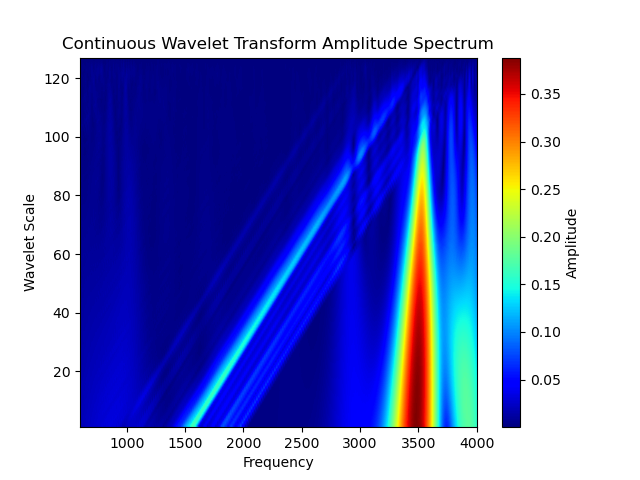 Continuous Wavelet Transform Amplitude Spectrum
120
100
80
60
40
20
Wavelet Scale
1000 1500 2000 2500 3000 3500 4000
Frequency
0.35
0.30
0.25
0.20
0.15
0.10
0.05
Amplitude